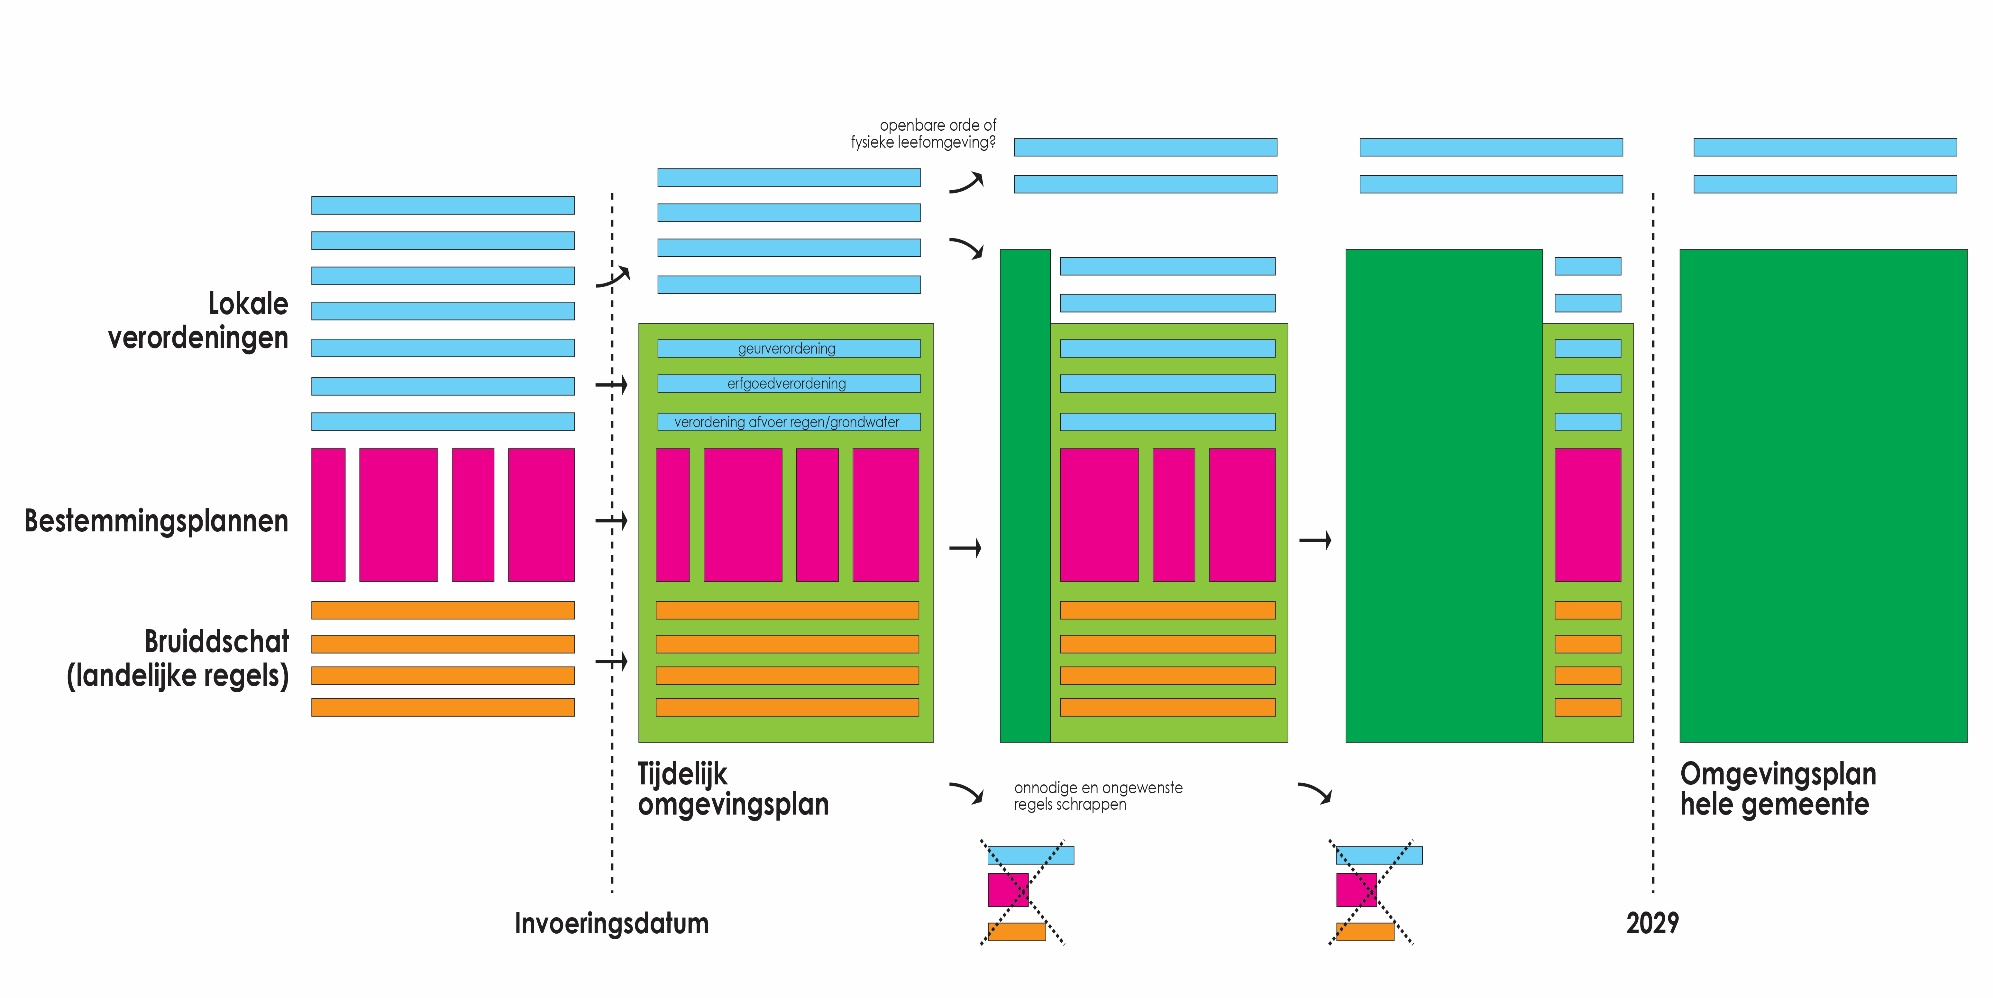 openbare orde of
fysieke leefomgeving?
Lokale
verordeningen
geurverordening
erfgoedverordening
verordening afvoer regen/grondwater
Bestemmingsplannen
Bruiddschat
(landelijke regels)
Tijdelijk
omgevingsplan
onnodige en ongewenste
regels schrappen
Omgevingsplan
hele gemeente
Invoeringsdatum
2029